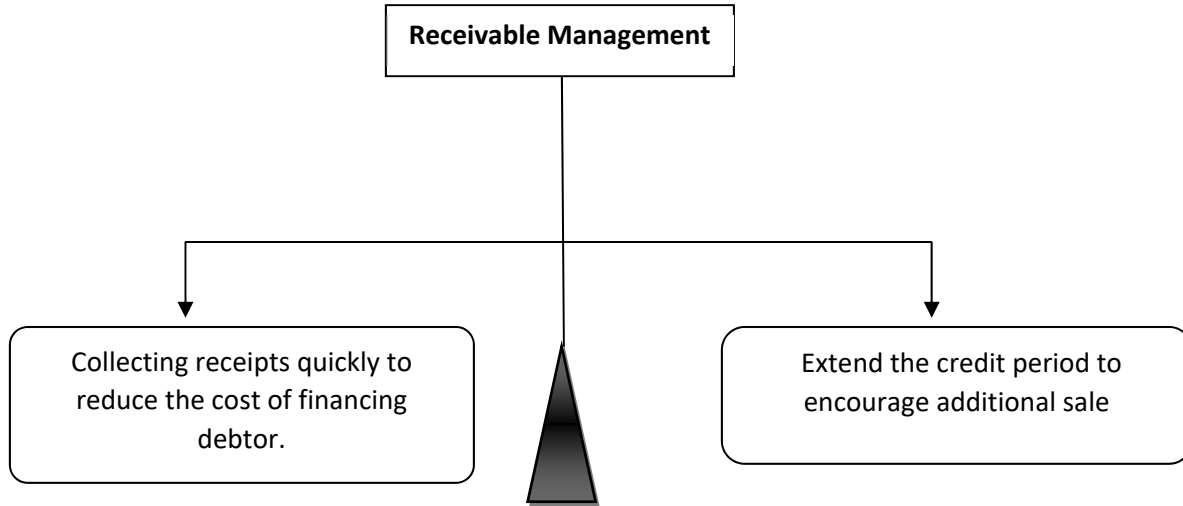 Receivable Management
Collecting receipts quickly to
reduce the cost of financing
debtor.
Extend the credit period to
encourage additional sale